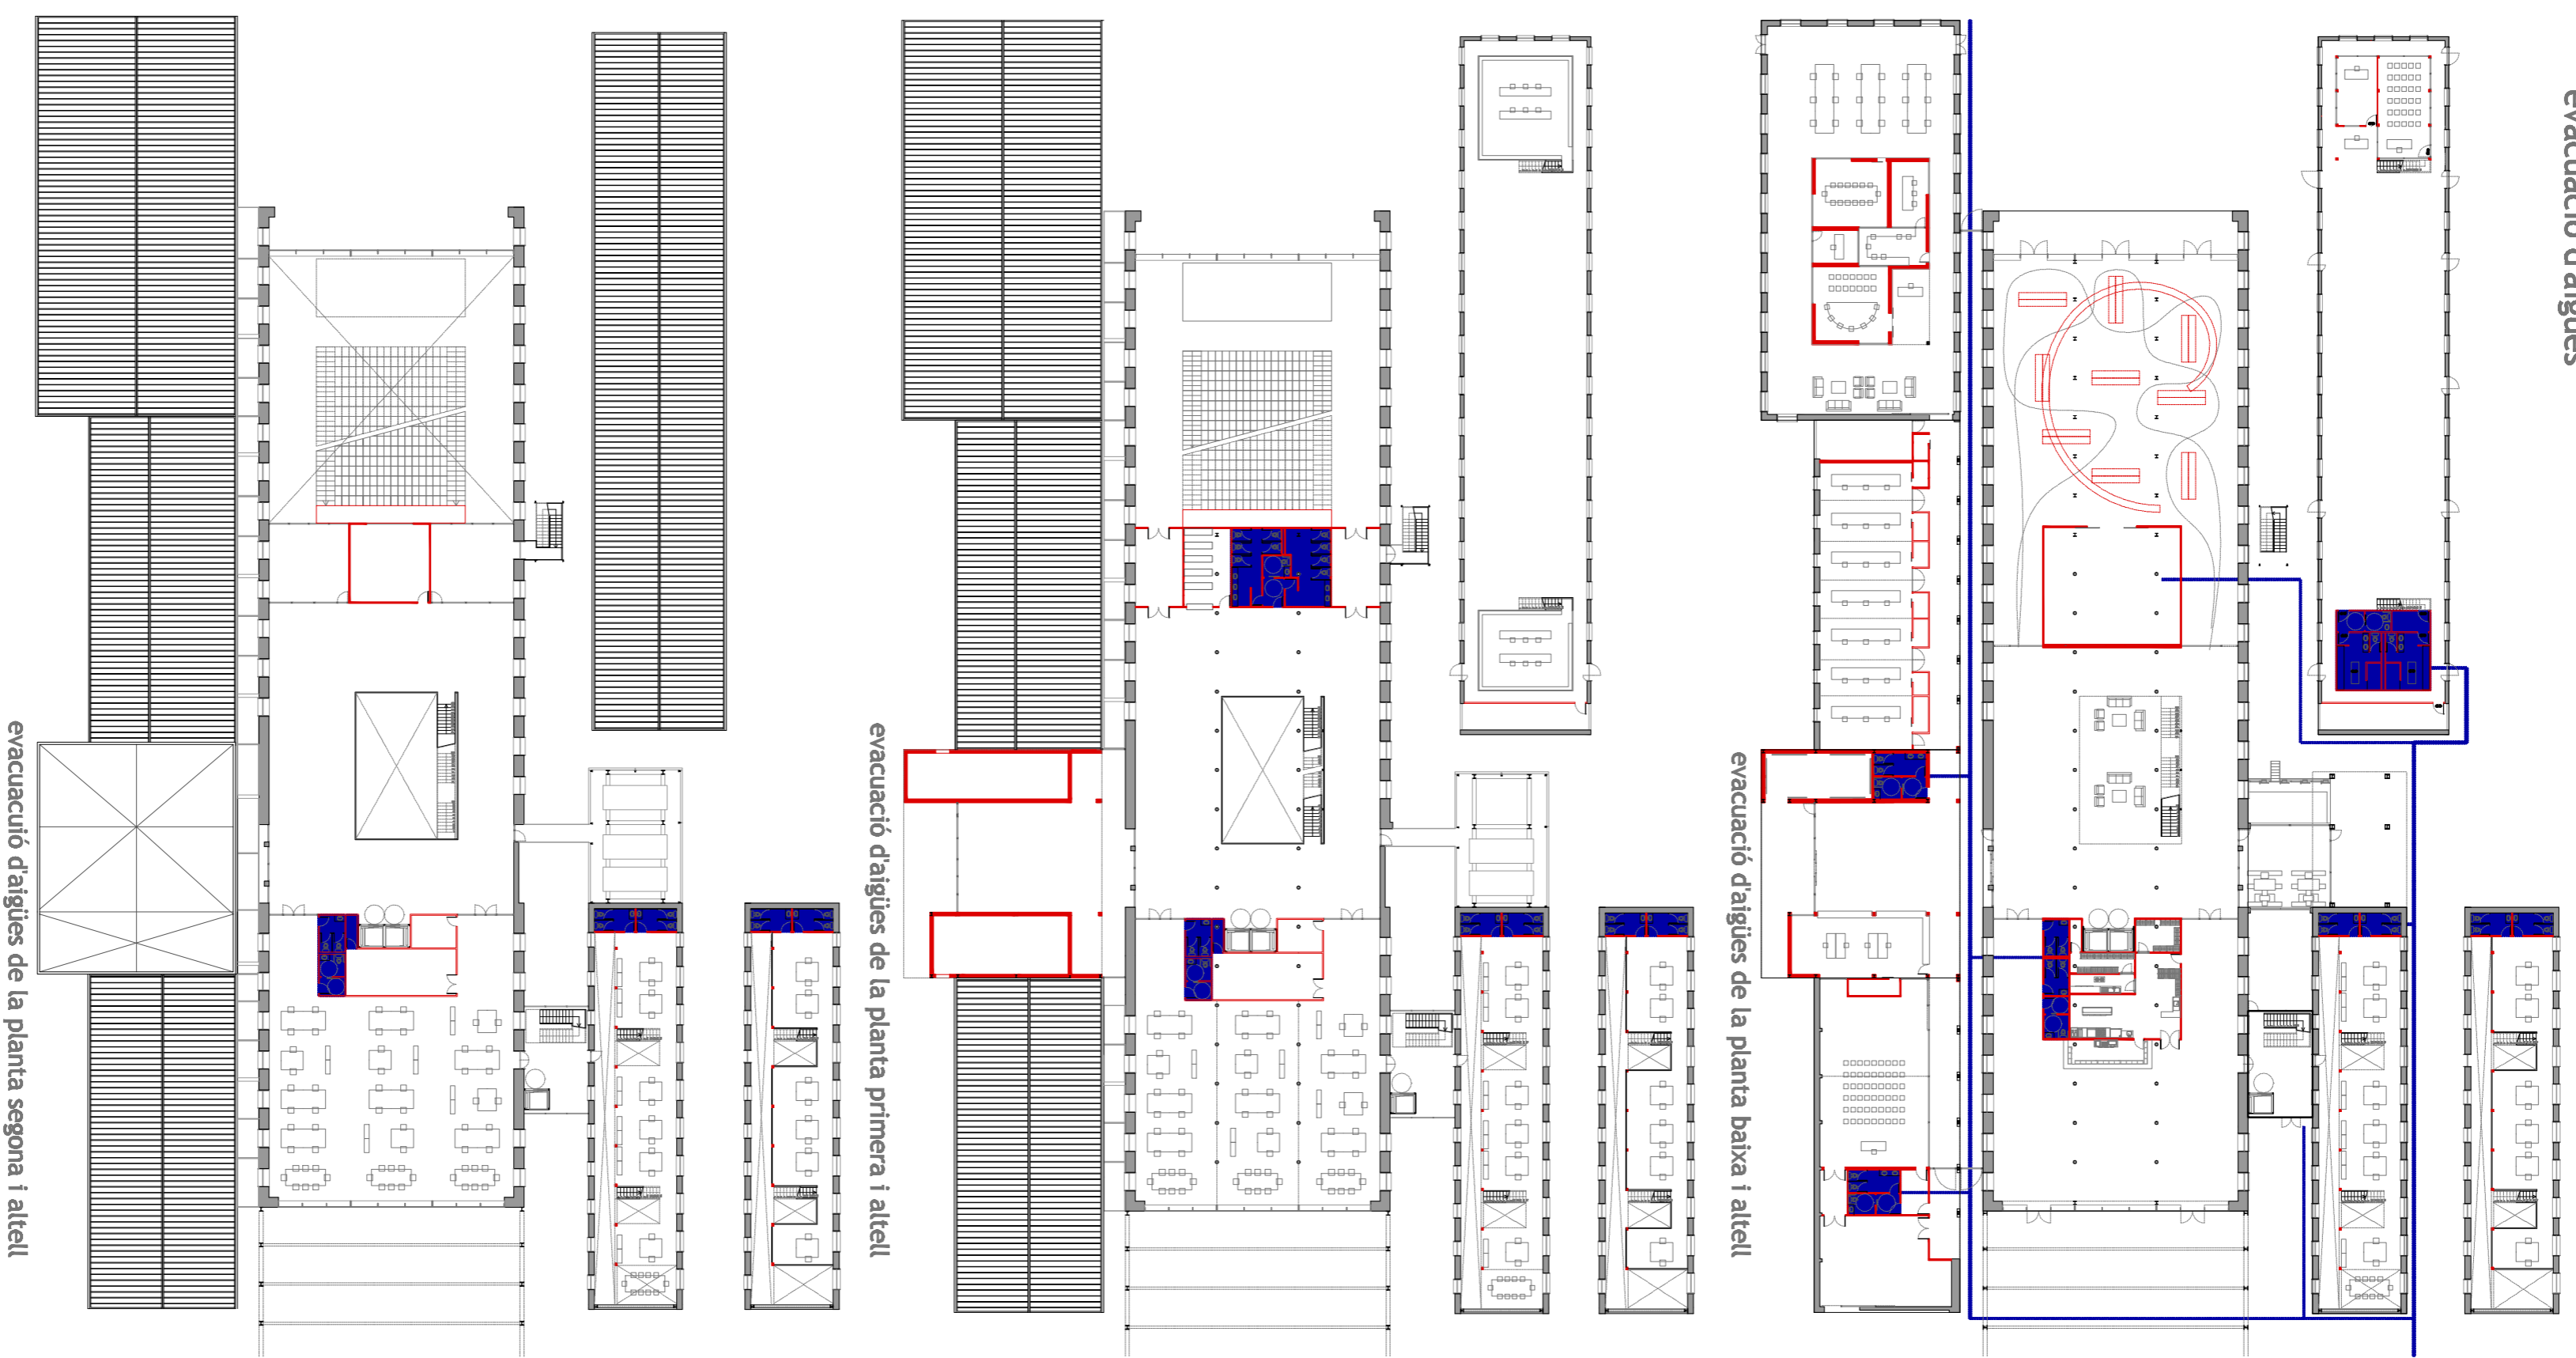 evacuació d'aigües
evacuació d'aigües de la planta baixa i altell
evacuació d'aigües de la planta primera i altell
evacuació d'aigües de la planta segona i altell